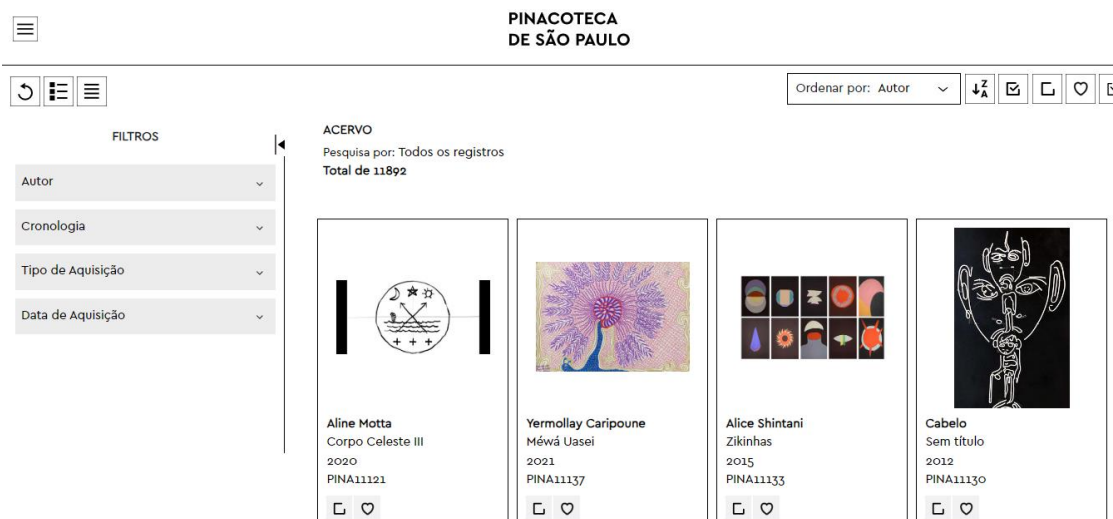 PINACOTECA
DE SÃO PAULO
Ordenar por: Autor
FILTROS
Autor
Cronologia
Tipo de Aquisição
Data de Aquisição
ACERVO
Pesquisa por: Todos os registros
Total de 11892
Aline Motta
Corpo Celeste III
2020
PINA11121
Yermollay Caripoune
Méwá Uasei
2021
PINA11137
Alice Shintani
Zikinhas
2015
PINA11133
Cabelo
Sem título
2012
PINA11130